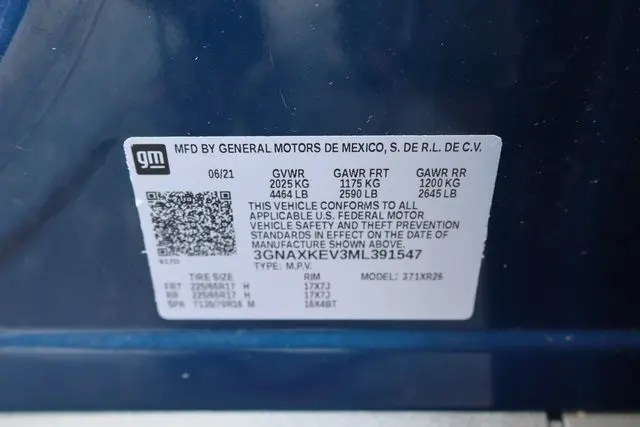 gm MFD BY GENERAL MOTORS DE MEXICO, S. DE R.L. DE C.V.
06/21 GVWR GAWR FRT GAWR RR
2025 KG 1175 KG 1200 KG
4464 LB 2590 LB 2645 LB
THIS VEHICLE CONFORMS TO ALL
APPLICABLE U.S. FEDERAL MOTOR
VEHICLE SAFETY AND THEFT PREVENTION
STANDARDS IN EFFECT ON THE DATE OF
MANUFACTURE SHOWN ABOVE.
3GNAXKEV3ML391547
TYPE: M.P.V. MODEL: 371XR26
TIRE SIZE RIM
FRT 225/65R17 H 17X7J
RR 225/65R17 H 17X7J
SPA M 16X4BT